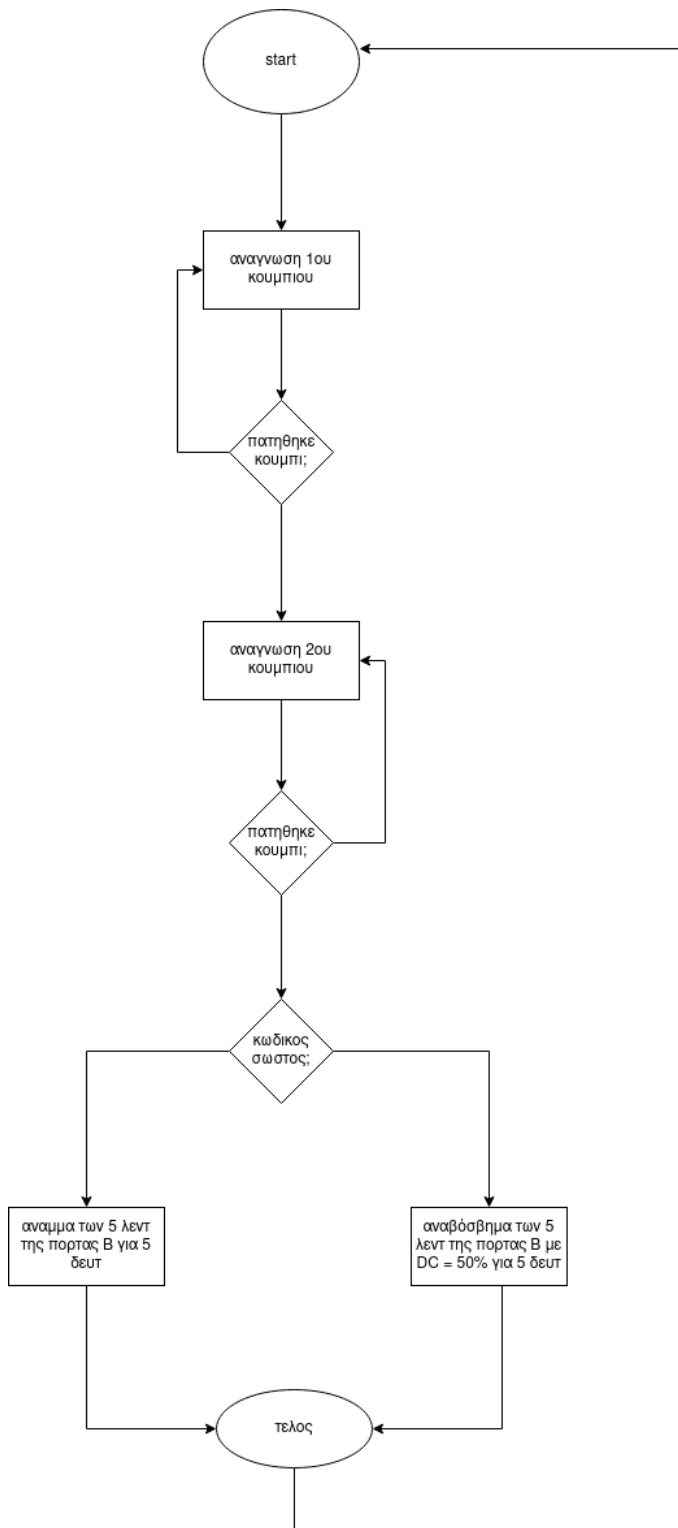 start
αναγνωση 1ου
κουμπιου
πατηθηκε
κουμπι;
αναγνωση 2ου
κουμπιου
πατηθηκε
κουμπι;
κωδικος
σωστος;
αναμμα των 5 λεντ
της πορτας Β για 5
δευτ
αναβόσβημα των 5
λεντ της πορτας Β με
DC = 50% για 5 δευτ
τελος